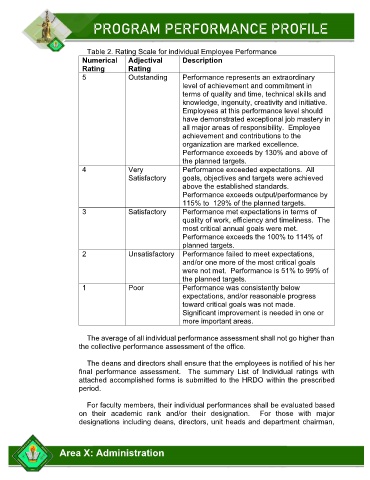 PROGRAM PERFORMANCE PROFILE
Table 2. Rating Scale for individual Employee Performance
Numerical Rating Adjectival Rating Description
5 Outstanding Performance represents an extraordinary
level of achievement and commitment in
terms of quality and time, technical skills and
knowledge, ingenuity, creativity and initiative.
Employees at this performance level should
have demonstrated exceptional job mastery in
all major areas of responsibility. Employee
achievement and contributions to the
organization are marked excellence.
Performance exceeds by 130% and above of
the planned targets.
4 Very Satisfactory Performance exceeded expectations. All
goals, objectives and targets were achieved
above the established standards.
Performance exceeds output/performance by
115% to 129% of the planned targets.
3 Satisfactory Performance met expectations in terms of
quality of work, efficiency and timeliness. The
most critical annual goals were met.
Performance exceeds the 100% to 114% of
planned targets.
2 Unsatisfactory Performance failed to meet expectations,
and/or one more of the most critical goals
were not met. Performance is 51% to 99% of
the planned targets.
1 Poor Performance was consistently below
expectations, and/or reasonable progress
toward critical goals was not made.
Significant improvement is needed in one or
more important areas.
The average of all individual performance assessment shall not go higher than
the collective performance assessment of the office.
The deans and directors shall ensure that the employees is notified of his her
final performance assessment. The summary List of Individual ratings with
attached accomplished forms is submitted to the HRDO within the prescribed
period.
For faculty members, their individual performances shall be evaluated based
on their academic rank and/or their designation. For those with major
designations including deans, directors, unit heads and department chairman,
Area X: Administration